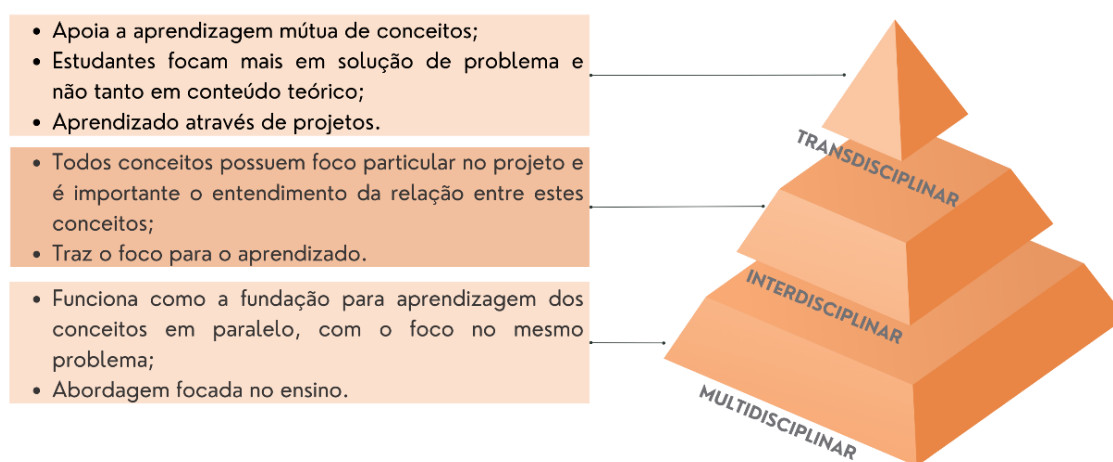 • Apoia a aprendizagem mútua de conceitos;
• Estudantes focam mais em solução de problema e
não tanto em conteúdo teórico;
• Aprendizado através de projetos.
TRANSDISCIPLINAR
• Todos conceitos possuem foco particular no projeto e
é importante o entendimento da relação entre estes
conceitos;
• Traz o foco para o aprendizado.
INTERDISCIPLINAR
• Funciona como a fundação para aprendizagem dos
conceitos em paralelo, com o foco no mesmo
problema;
• Abordagem focada no ensino.
MULTIDISCIPLINAR